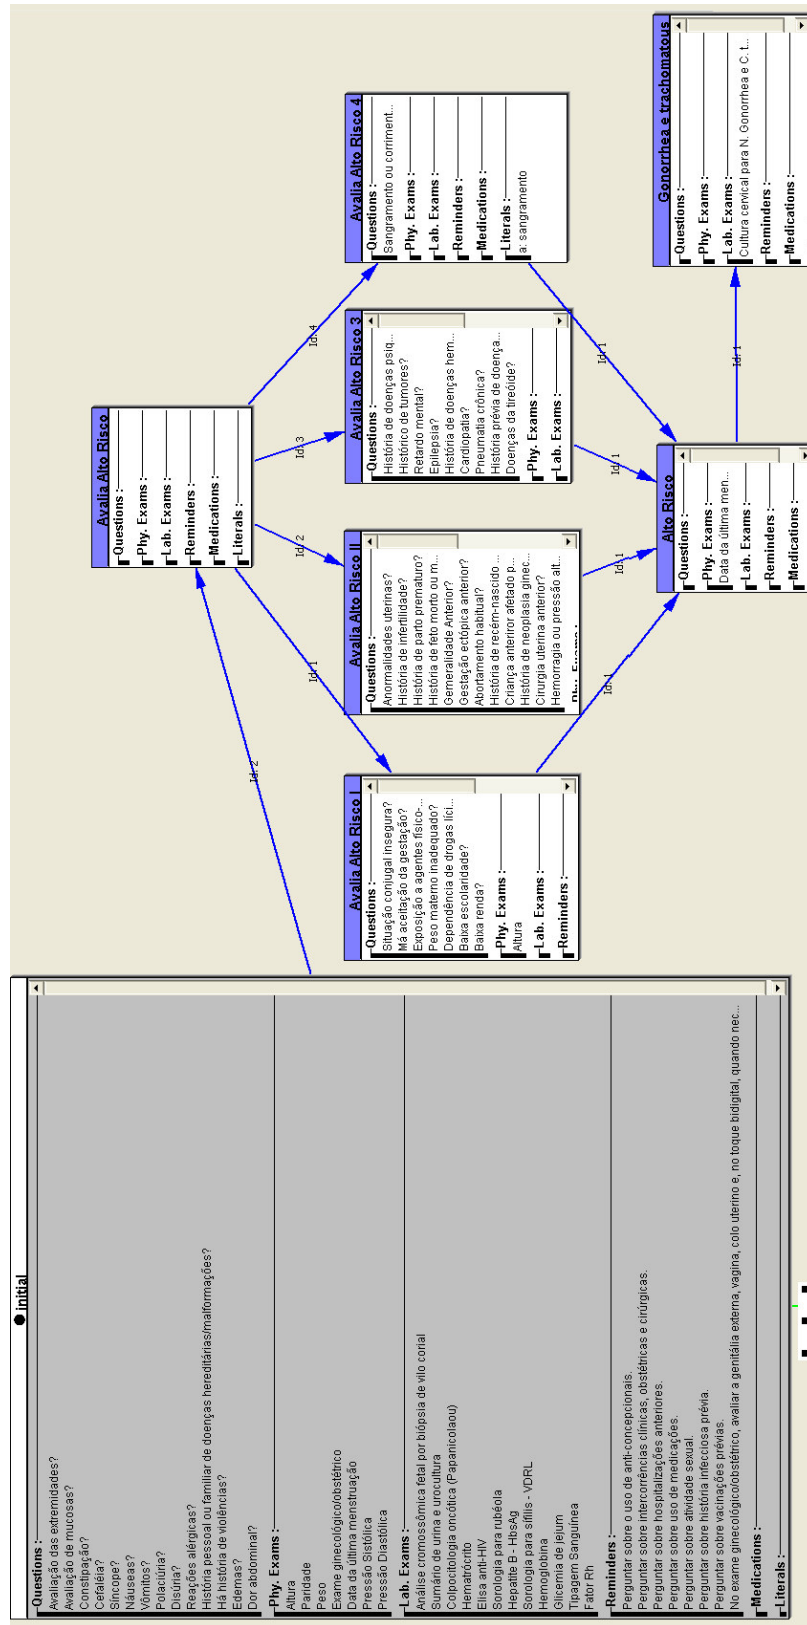 initial
Questions :
Avaliação das extremidades?
Avaliação de mucosas?
Constipação?
Cefaléia?
Síncope?
Náuseas?
Vômitos?
Polaciúria?
Disúria?
Reações alérgicas?
História pessoal ou familiar de doenças hereditárias/malformações?
Há história de violências?
Edemas?
Dor abdominal?
Phy. Exams :
Altura
Paridade
Peso
Exame ginecológico/obstétrico
Data da última menstruação
Pressão Sistólica
Pressão Diastólica
Lab. Exams :
Análise cromossômica fetal por biópsia de vilo corial
Sumário de urina e urocultura
Colpocitologia oncótica (Papanicolaou)
Hematrócrito
Elisa anti-HIV
Sorologia para rubéola
Hepatite B - HbsAg
Sorologia para sífilis - VDRL
Hemoglobina
Glicemia de jejum
Tipagem Sanguinea
Fator Rh
Reminders :
Perguntar sobre o uso de anti-concepcionais.
Perguntar sobre intercorrências clínicas, obstétricas e cirúrgicas.
Perguntar sobre hospitalizações anteriores.
Perguntar sobre uso de medicações.
Perguntar sobre atividade sexual.
Perguntar sobre história infecciosa prévia.
Perguntar sobre vacinações prévias.
No exame ginecológico/obstétrico, avaliar a genitália externa, vagina, colo uterino e, no toque bidigital, quando nec...
Medications :
Literals :
Id: 2
Avalia Alto Risco
Questions :
Phy. Exams :
Lab. Exams :
Reminders :
Medications :
Literals :
Id: 1
Id: 2
Id: 3
Id: 4
Avalia Alto Risco I
Questions :
Situação conjugal insegura?
Má aceitação da gestação?
Exposição a agentes físico-...
Peso materno inadequado?
Dependência de drogas líci...
Baixa escolaridade?
Baixa renda?
Phy. Exams :
Altura
Lab. Exams :
Reminders :
Avalia Alto Risco II
Questions :
Anormalidades uterinas?
História de infertilidade?
História de parto prematuro?
História de feto morto ou m...
Germeralidade Anterior?
Gestação ectópica anterior?
Abortamento habitual?
História de recém-nascido ...
Criança anteriror afetado p...
História de neoplasia ginec...
Cirurgia uterina anterior?
Hemorragia ou pressão alt...
Phy. Exams :
Avalia Alto Risco 3
Questions :
História de doenças psiq...
Histórico de tumores?
Retardo mental?
Epilepsia?
História de doenças hem...
Cardiopatia?
Pneumatia crônica?
História prévia de doença...
Doenças da tireóide?
Phy. Exams :
Lab. Exams :
Avalia Alto Risco 4
Questions :
Sangramento ou corriment...
Phy. Exams :
Lab. Exams :
Reminders :
Medications :
Literals :
a: sangramento
Id: 1
Id: 1
Id: 1
Id: 1
Alto Risco
Questions :
Phy. Exams :
Data da última men...
Lab. Exams :
Reminders :
Medications :
Id: 1
Gonorrhea e trachomatous
Questions :
Phy. Exams :
Lab. Exams :
Cultura cervical para N. Gonorrhea e C. t...
Reminders :
Medications :